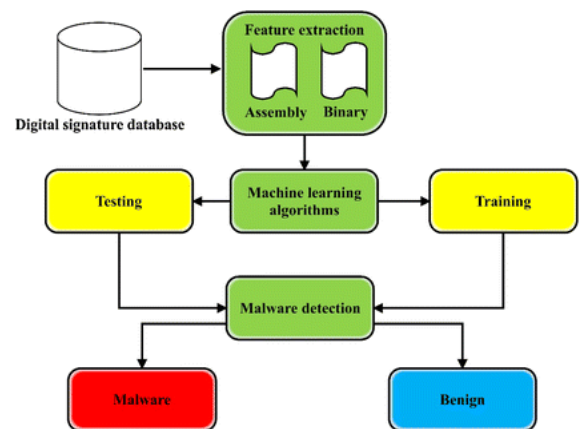 Feature extraction
Assembly Binary
Digital signature database
Testing
Machine learning
algorithms
Training
Malware detection
Malware
Benign